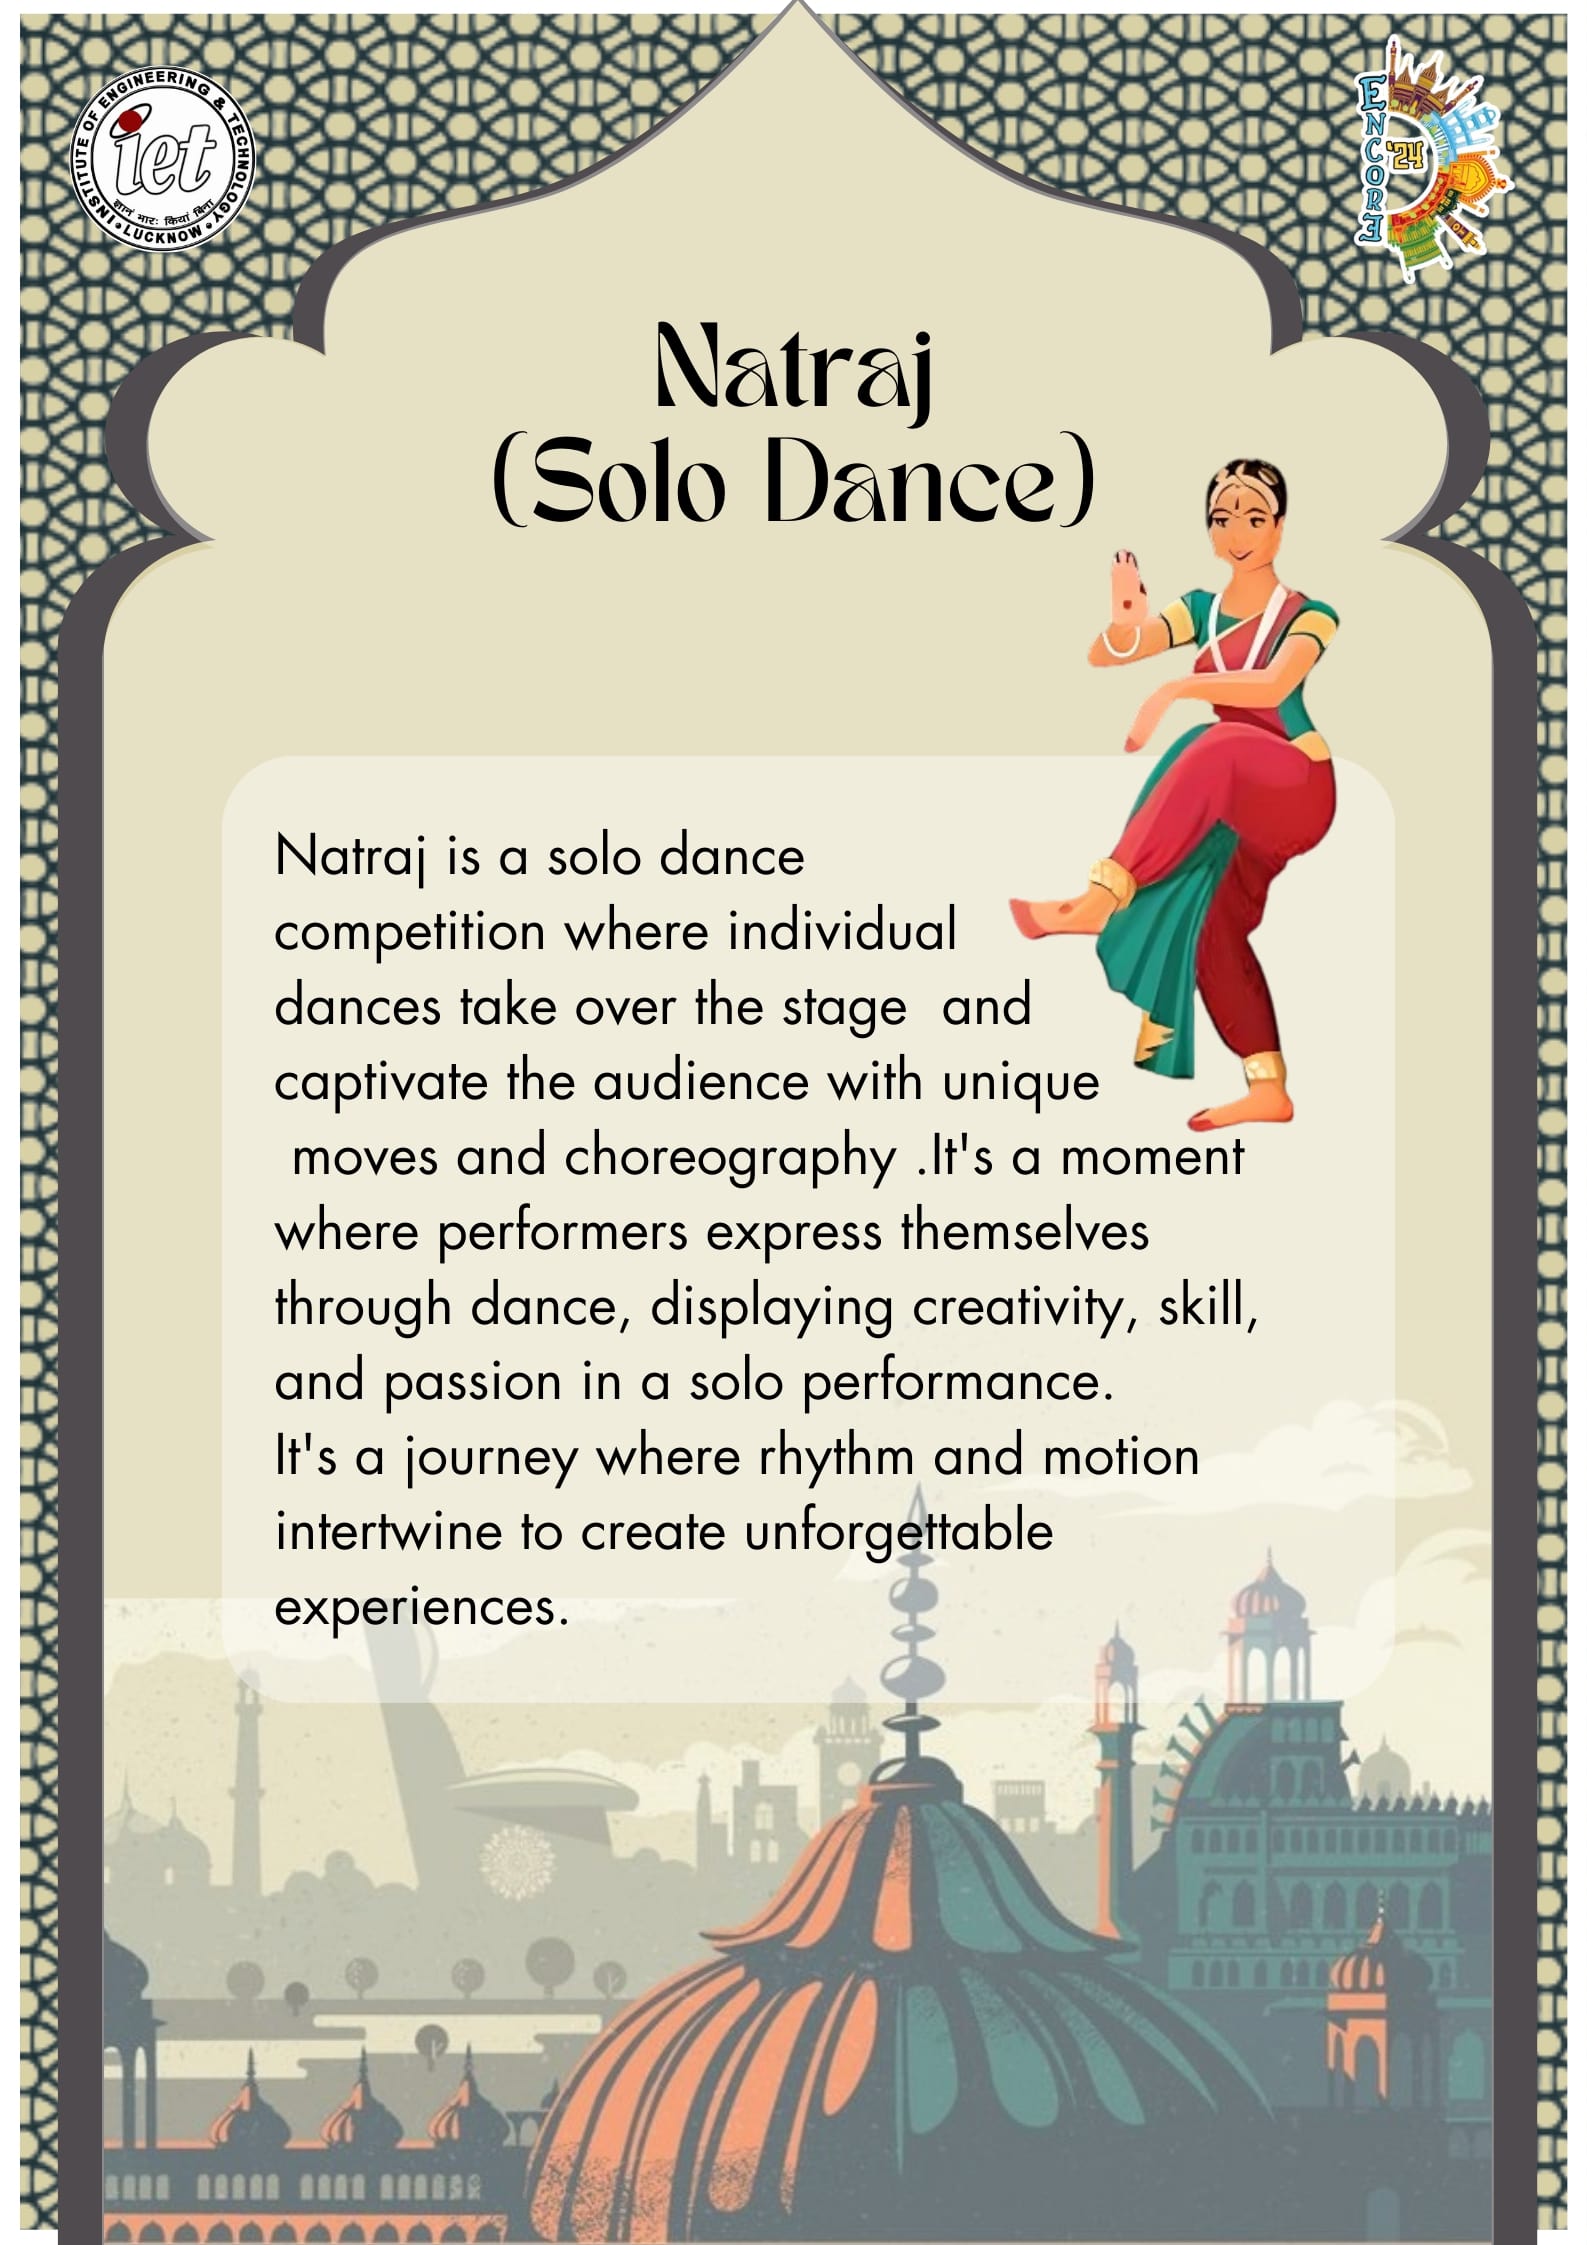 INSTITUTE OF ENGINEERING & TECHNOLOGY
iet
LUCKNOW
ENCORE
'24
Natraj
(Solo Dance)
Natraj is a solo dance
competition where individual
dances take over the stage  and
captivate the audience with unique
moves and choreography .It's a moment
where performers express themselves
through dance, displaying creativity, skill,
and passion in a solo performance.
It's a journey where rhythm and motion
intertwine to create unforgettable
experiences.